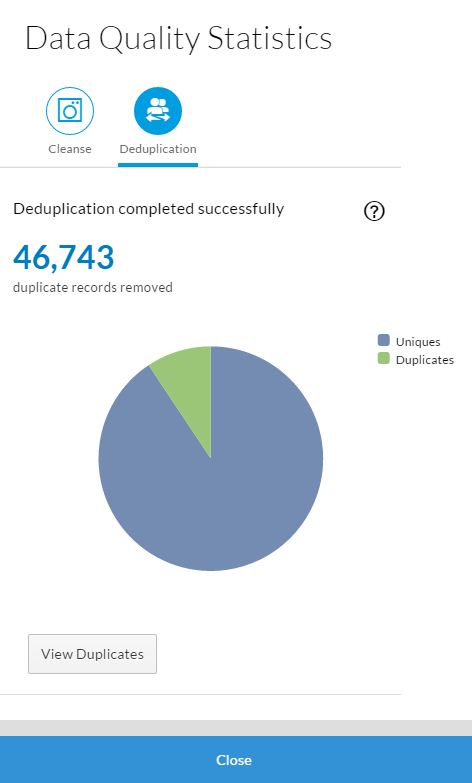 Data Quality Statistics
Cleanse
Deduplication
Deduplication completed successfully
?
46,743
duplicate records removed
Uniques
Duplicates
View Duplicates
Close